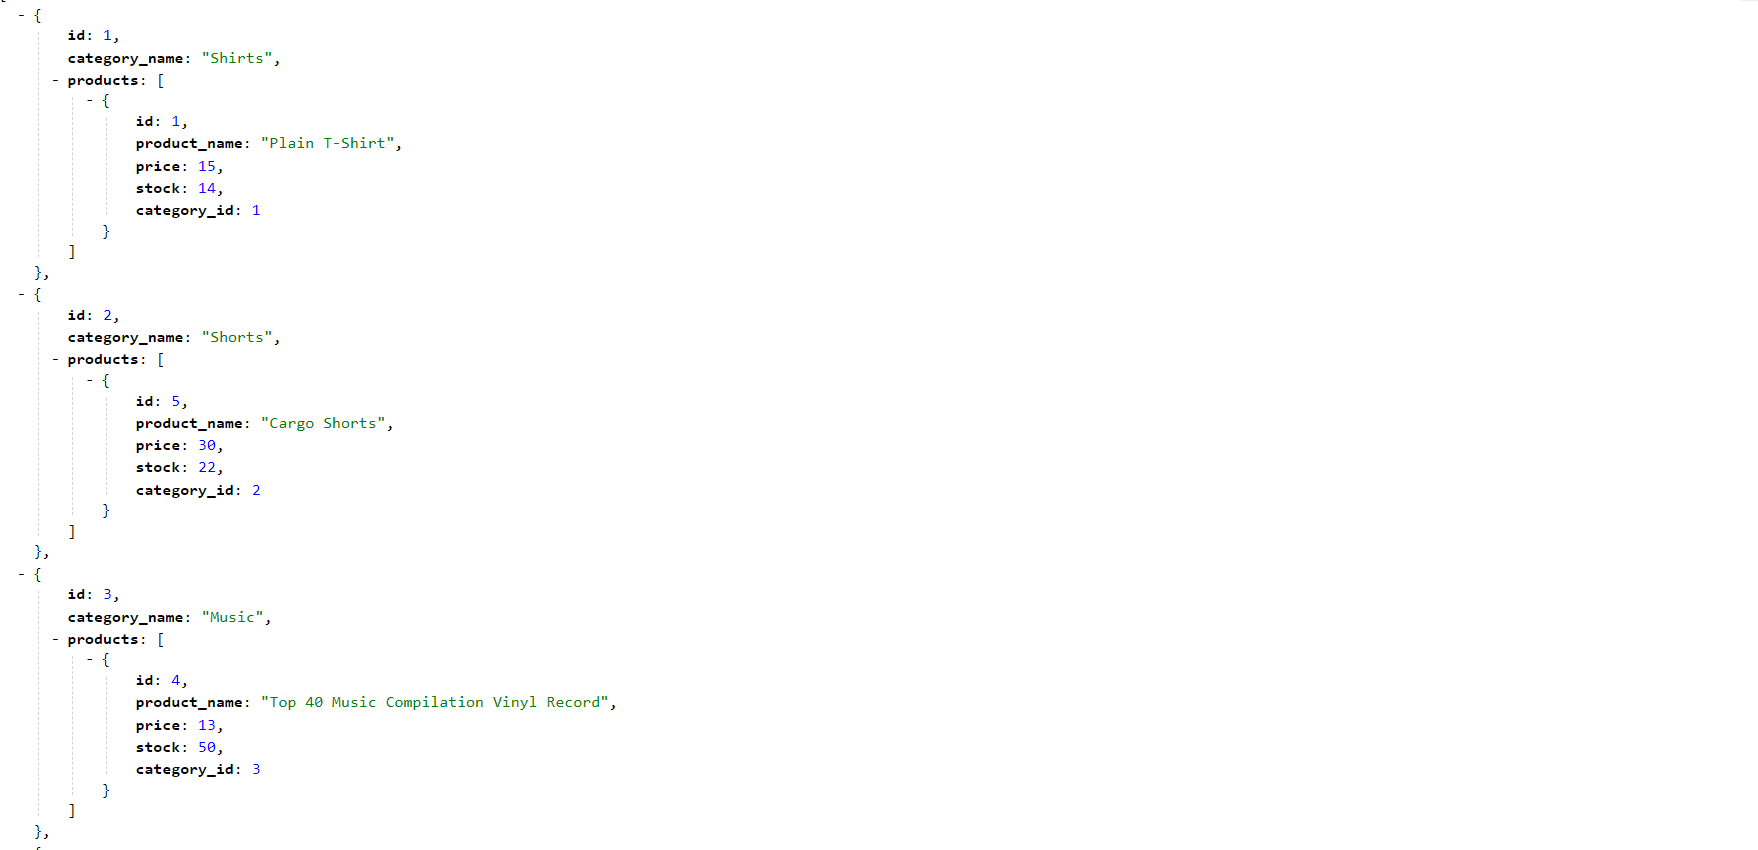 - {
id: 1,
category_name: "Shirts",
- products: [
- {
id: 1,
product_name: "Plain T-Shirt",
price: 15,
stock: 14,
category_id: 1
}
]
},
- {
id: 2,
category_name: "Shorts",
- products: [
- {
id: 5,
product_name: "Cargo Shorts",
price: 30,
stock: 22,
category_id: 2
}
]
},
- {
id: 3,
category_name: "Music",
- products: [
- {
id: 4,
product_name: "Top 40 Music Compilation Vinyl Record",
price: 13,
stock: 50,
category_id: 3
}
]
},